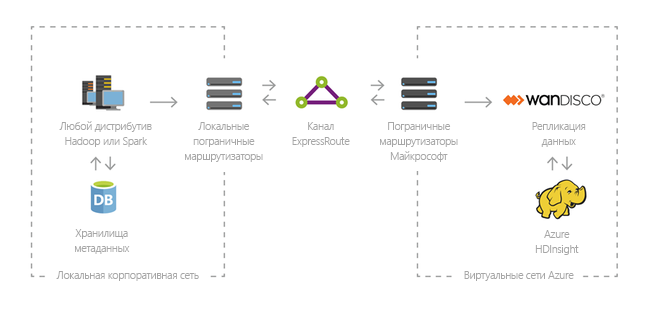 WANDISCO®
Любой дистрибутив
Hadoop или Spark
Локальные
пограничные
маршрутизаторы
Канал
ExpressRoute
Пограничные
маршрутизаторы
Майкрософт
Репликация
данных
DB
Хранилища
метаданных
Azure
HDInsight
Локальная корпоративная сеть
Виртуальные сети Azure